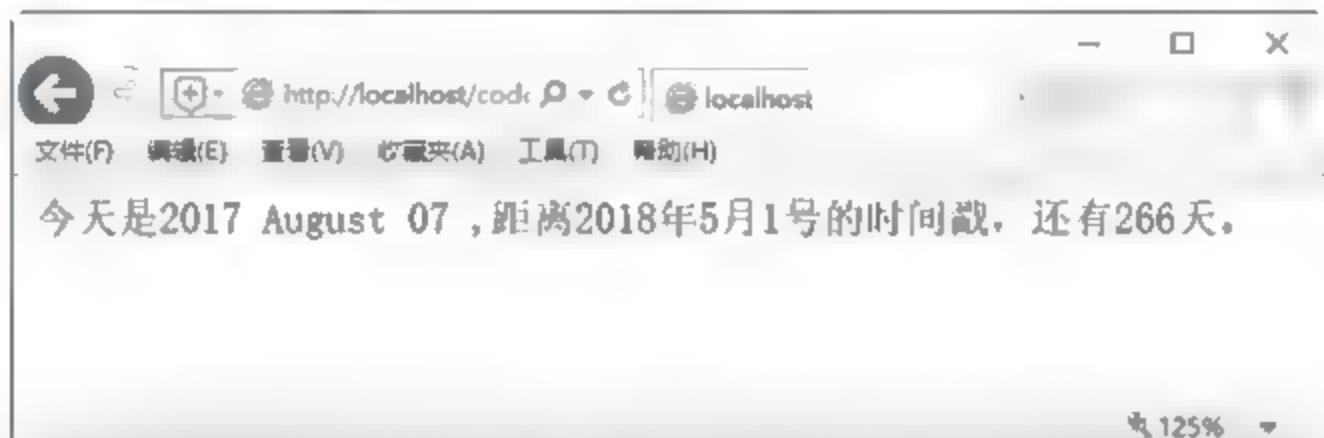 http://localhost/cod localhost
文件(F) 编辑(E) 查看(V) 收藏夹(A) 工具(T) 帮助(H)
今天是2017 August 07 ,距离2018年5月1号的时间戳，还有266天。
125%